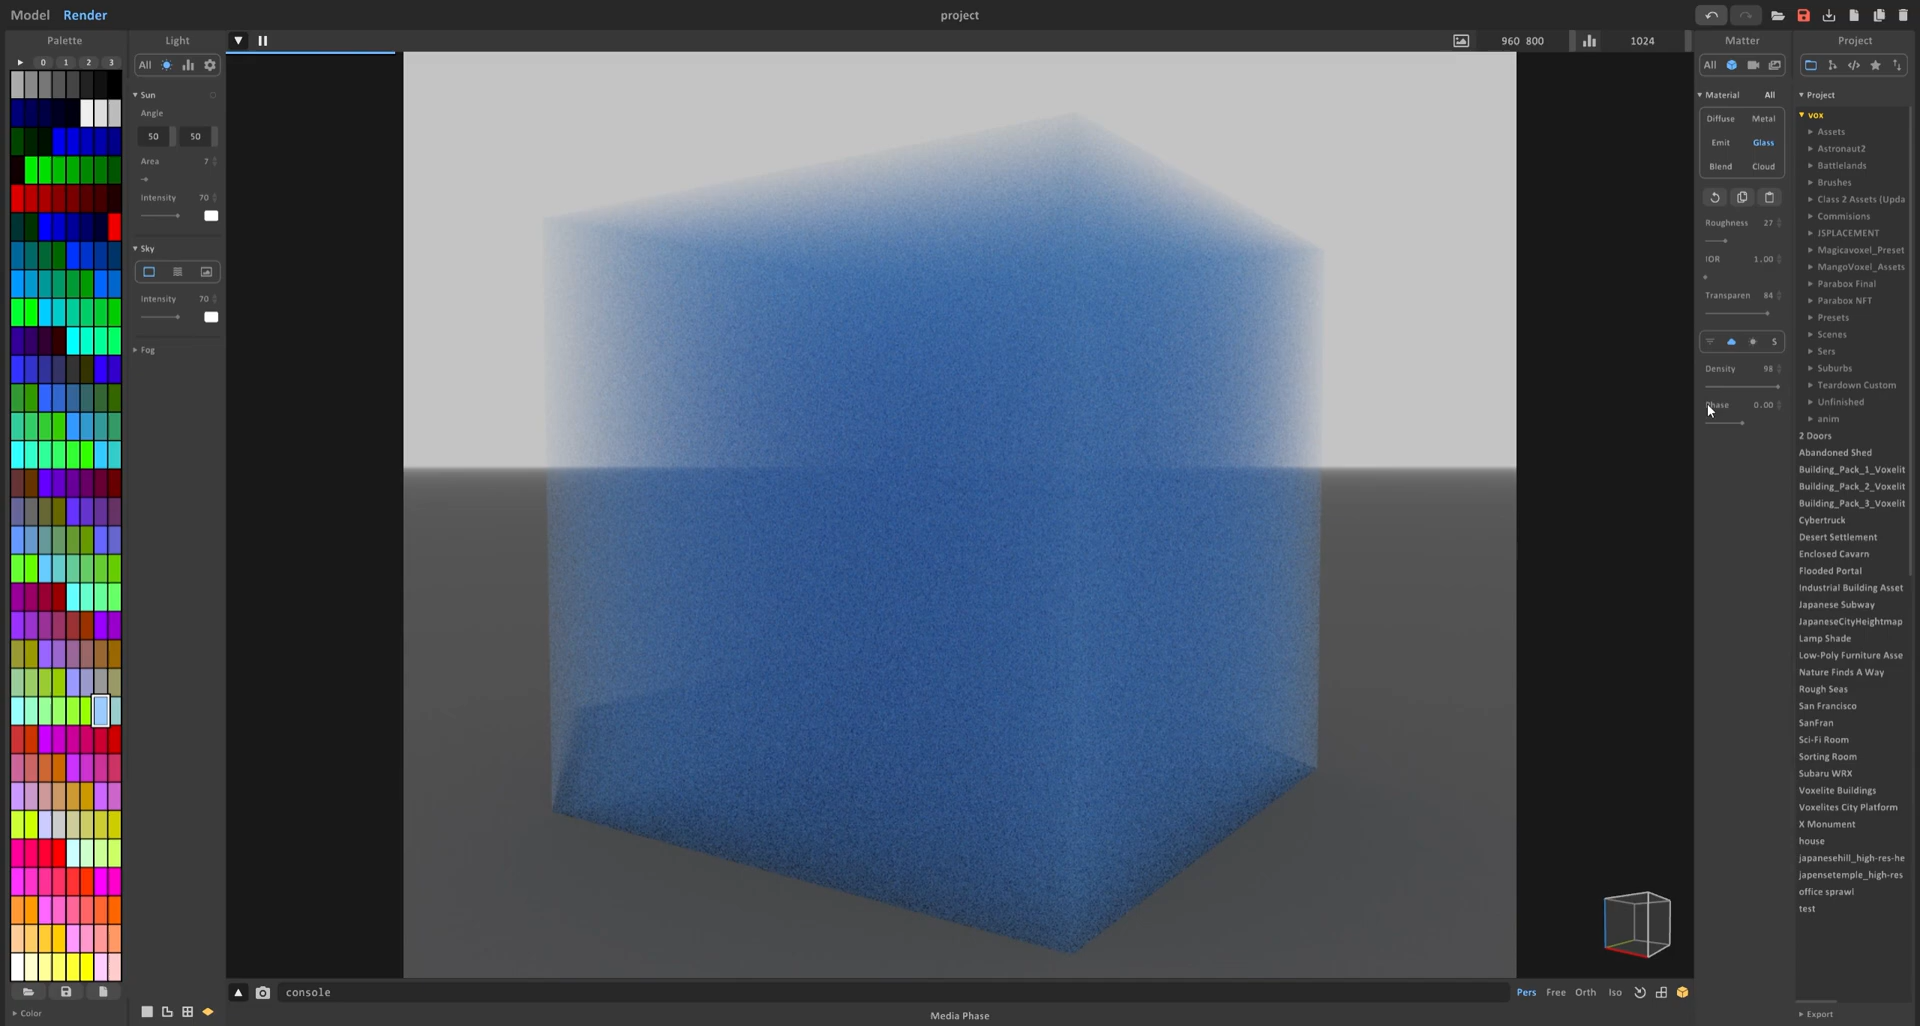 Model Render
project
960 800
1024
Palette
0 1 2 3
Color
Light
All
Sun
Angle
50 50
Area 7
Intensity 70
Sky
Intensity 70
Fog
console
Pers Free Orth Iso
Media Phase
Matter
All
Material All
Diffuse Metal
Emit Glass
Blend Cloud
Roughness 27
IOR 1.00
Transparen 84
S
Density 98
Phase 0.00
Project
Project
vox
Assets
Astronaut2
Battlelands
Brushes
Class 2 Assets (Upda
Commisions
JSPLACEMENT
Magicavoxel_Preset
MangoVoxel_Assets
Parabox Final
Parabox NFT
Presets
Scenes
Sers
Suburbs
Teardown Custom
Unfinished
anim
2 Doors
Abandoned Shed
Building_Pack_1_Voxelit
Building_Pack_2_Voxelit
Building_Pack_3_Voxelit
Cybertruck
Desert Settlement
Enclosed Cavarn
Flooded Portal
Industrial Building Asset
Japanese Subway
JapaneseCityHeightmap
Lamp Shade
Low-Poly Furniture Asse
Nature Finds A Way
Rough Seas
San Francisco
SanFran
Sci-Fi Room
Sorting Room
Subaru WRX
Voxelite Buildings
Voxelites City Platform
X Monument
house
japanesehill_high-res-he
japensetemple_high-res
office sprawl
test
Export